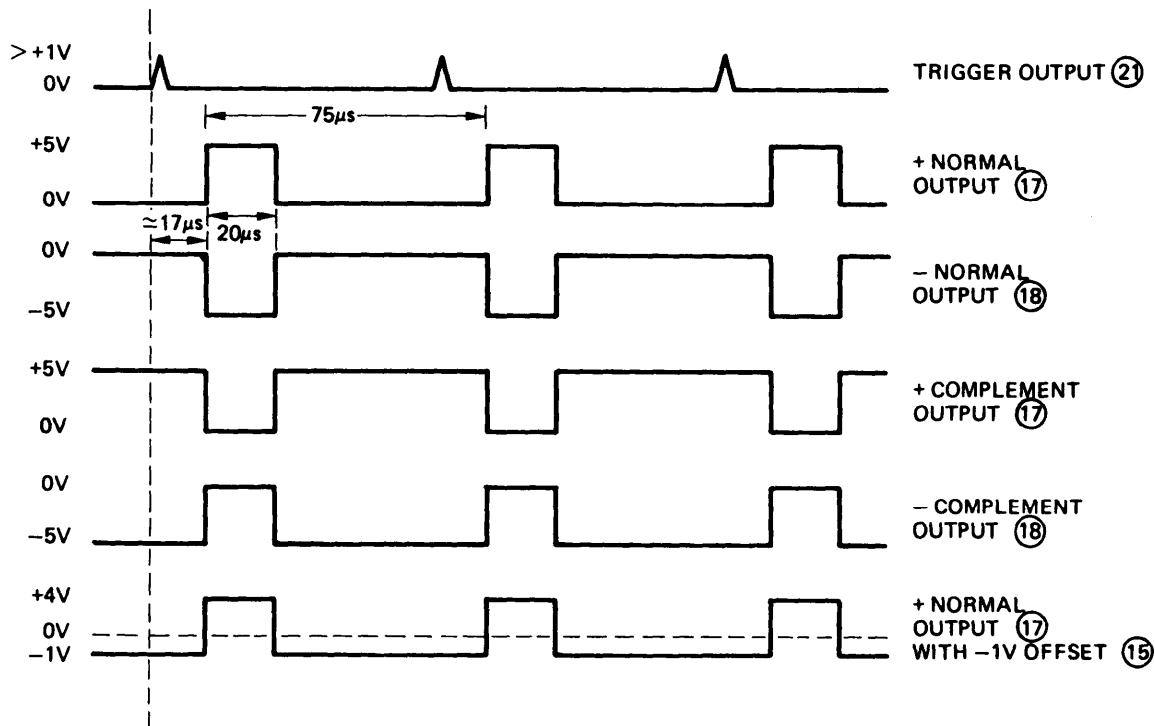 > +1V
0V
TRIGGER OUTPUT 21
75μs
+5V
0V
+ NORMAL
OUTPUT 17
≃17μs
20μs
0V
−5V
− NORMAL
OUTPUT 18
+5V
0V
+ COMPLEMENT
OUTPUT 17
0V
−5V
− COMPLEMENT
OUTPUT 18
+4V
0V
−1V
+ NORMAL
OUTPUT 17
WITH −1V OFFSET 15